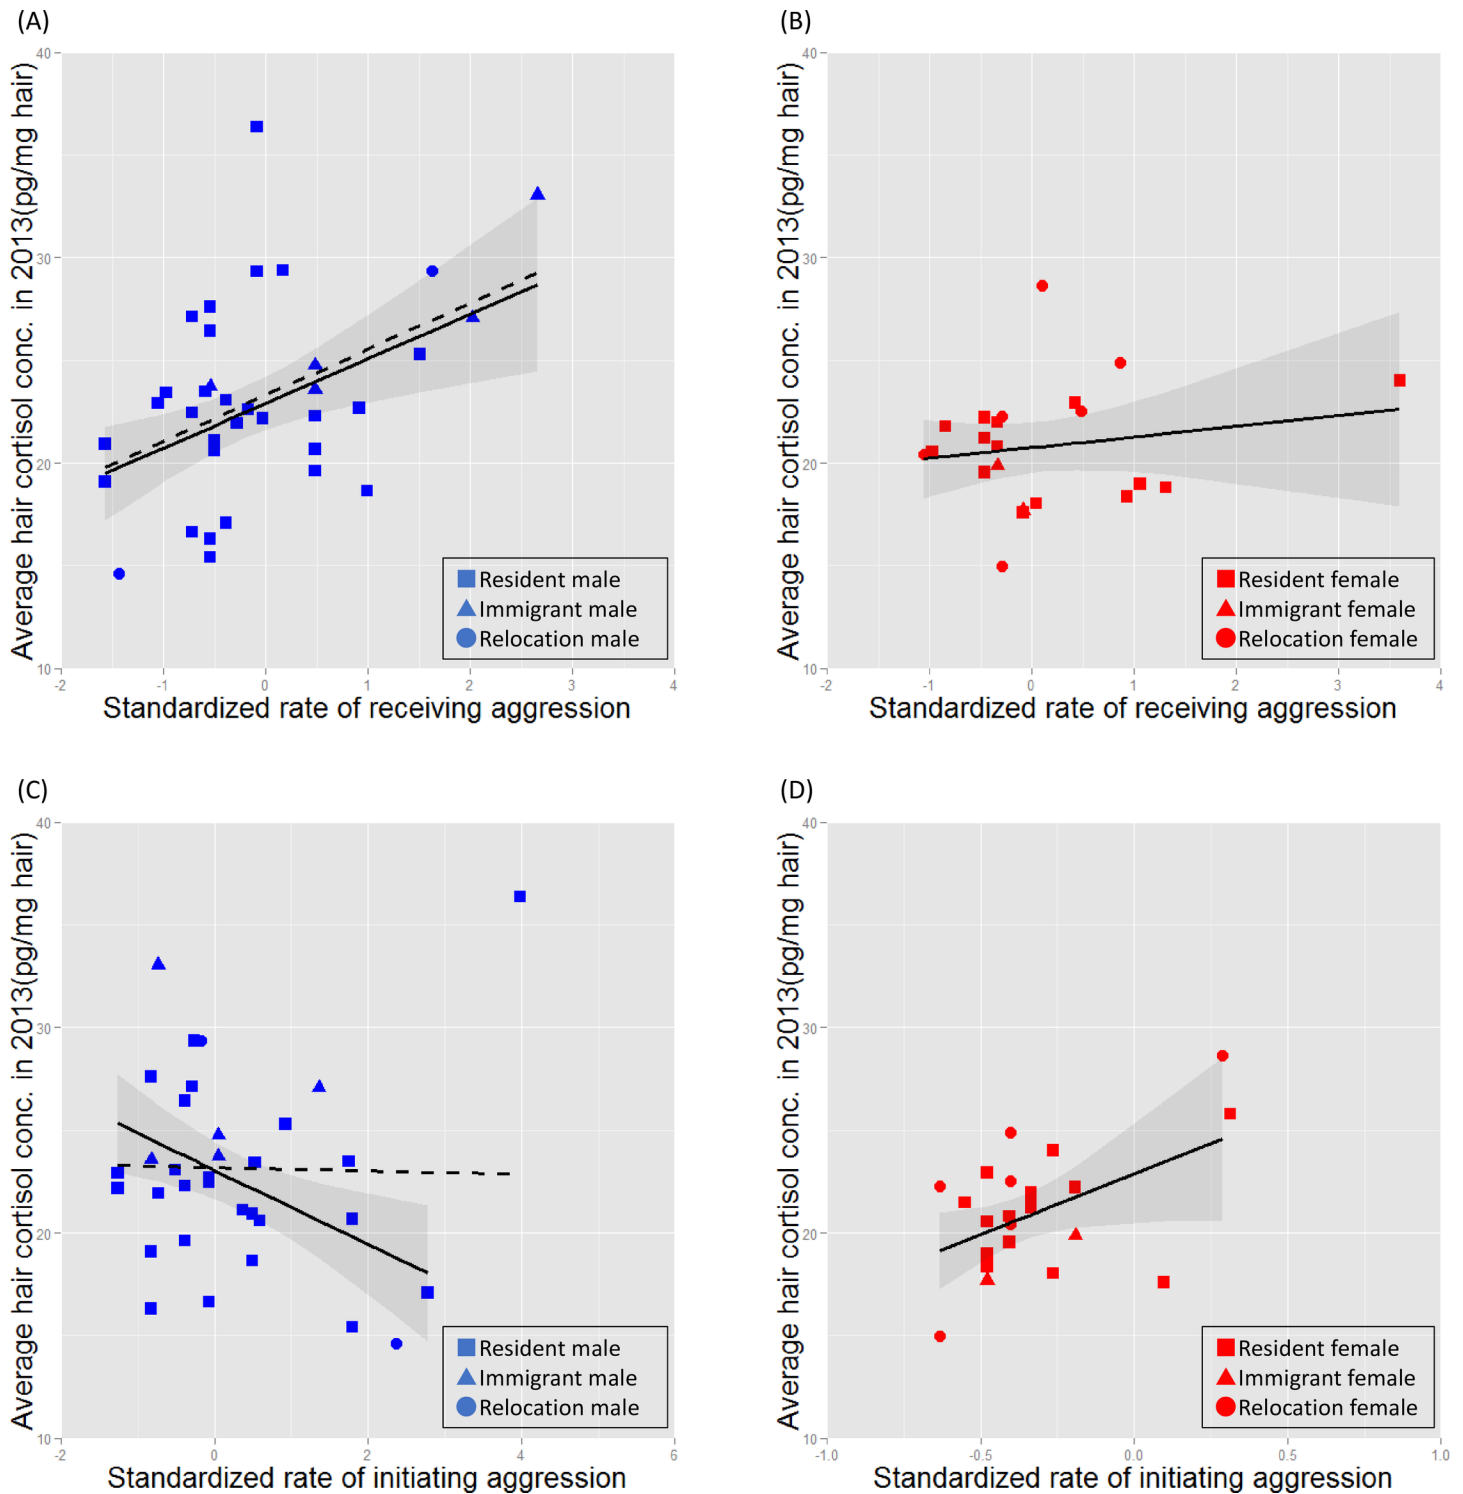 (A)
Average hair cortisol conc. in 2013(pg/mg hair)
40
30
20
10
-2
-1
0
1
2
3
4
Standardized rate of receiving aggression
Resident male
Immigrant male
Relocation male
(B)
Average hair cortisol conc. in 2013(pg/mg hair)
40
30
20
10
-2
-1
0
1
2
3
4
Standardized rate of receiving aggression
Resident female
Immigrant female
Relocation female
(C)
Average hair cortisol conc. in 2013(pg/mg hair)
40
30
20
10
-2
0
2
4
6
Standardized rate of initiating aggression
Resident male
Immigrant male
Relocation male
(D)
Average hair cortisol conc. in 2013(pg/mg hair)
40
30
20
10
-1.0
-0.5
0.0
0.5
1.0
Standardized rate of initiating aggression
Resident female
Immigrant female
Relocation female